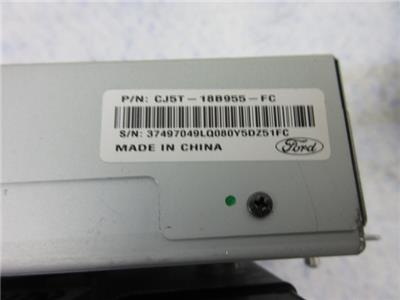 P/N: CJ5T-18B955-FC
S/N: 37497049LQ080Y5DZ51FC
MADE IN CHINA
Ford